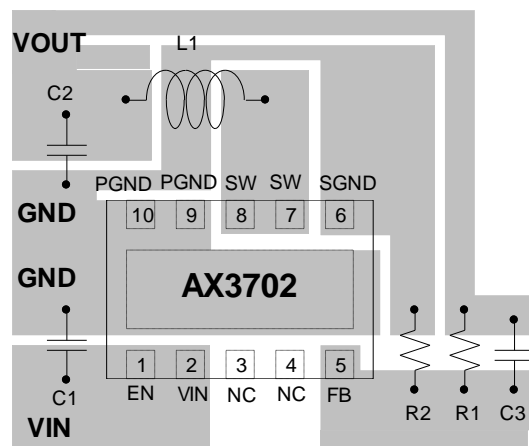 VOUT
L1
C2
PGND PGND SW SW SGND
10 9 8 7 6
GND
GND
AX3702
1 2 3 4 5
C1
EN VIN NC NC FB
R2 R1 C3
VIN